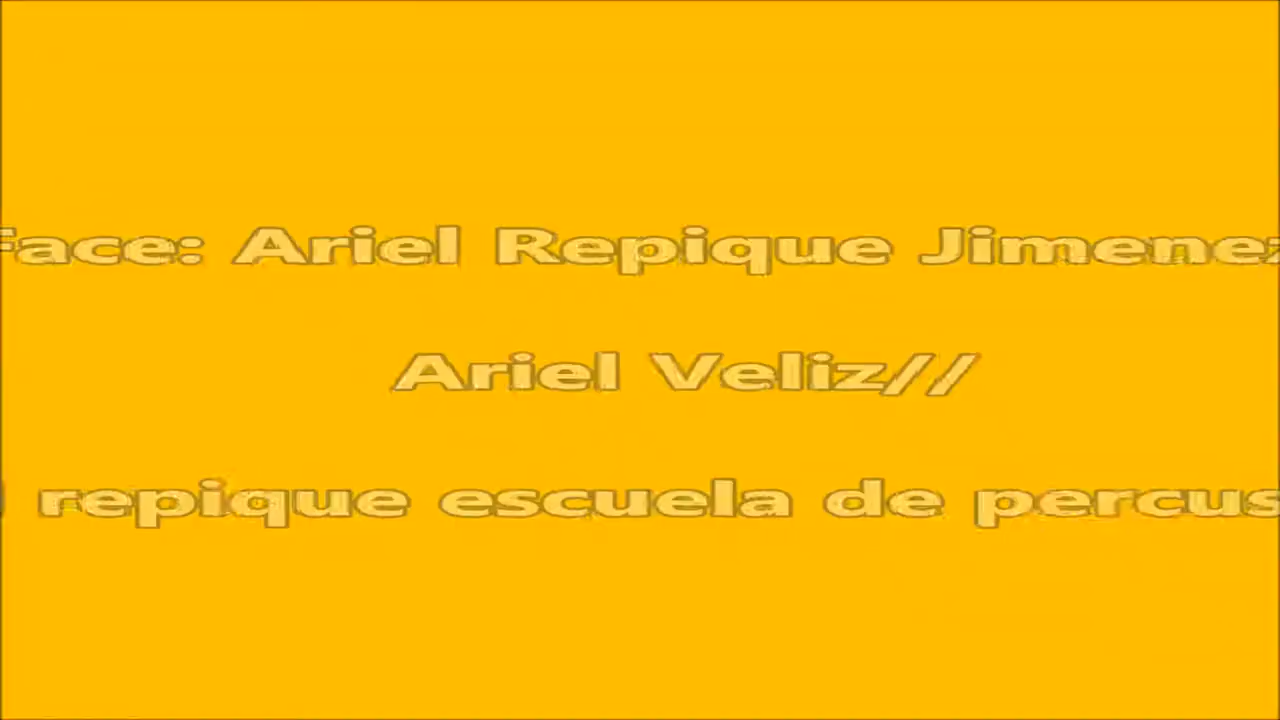 Face: Ariel Repique Jimenez
Ariel Veliz//
repique escuela de percus